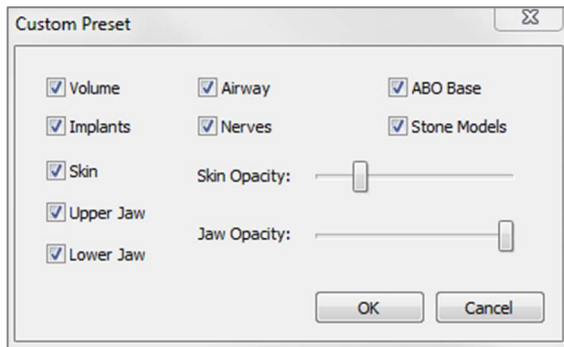 Custom Preset
Volume Airway ABO Base
Implants Nerves Stone Models
Skin Skin Opacity:
Upper Jaw
Jaw Opacity:
Lower Jaw
OK Cancel